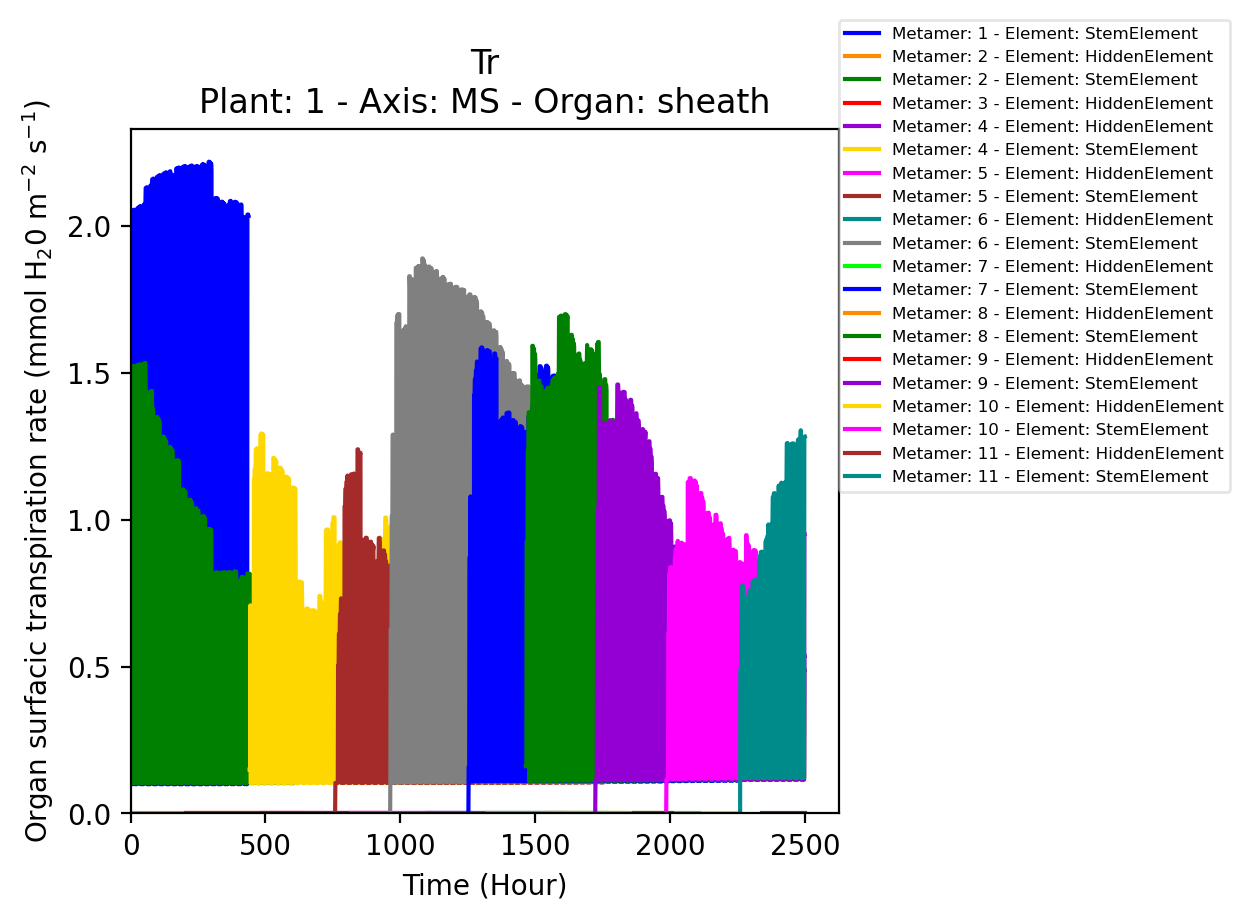 Tr
Plant: 1 - Axis: MS - Organ: sheath
Organ surfacic transpiration rate (mmol H₂0 m⁻² s⁻¹)
2.0
1.5
1.0
0.5
0.0
0 500 1000 1500 2000 2500
Time (Hour)
Metamer: 1 - Element: StemElement
Metamer: 2 - Element: HiddenElement
Metamer: 2 - Element: StemElement
Metamer: 3 - Element: HiddenElement
Metamer: 4 - Element: HiddenElement
Metamer: 4 - Element: StemElement
Metamer: 5 - Element: HiddenElement
Metamer: 5 - Element: StemElement
Metamer: 6 - Element: HiddenElement
Metamer: 6 - Element: StemElement
Metamer: 7 - Element: HiddenElement
Metamer: 7 - Element: StemElement
Metamer: 8 - Element: HiddenElement
Metamer: 8 - Element: StemElement
Metamer: 9 - Element: HiddenElement
Metamer: 9 - Element: StemElement
Metamer: 10 - Element: HiddenElement
Metamer: 10 - Element: StemElement
Metamer: 11 - Element: HiddenElement
Metamer: 11 - Element: StemElement